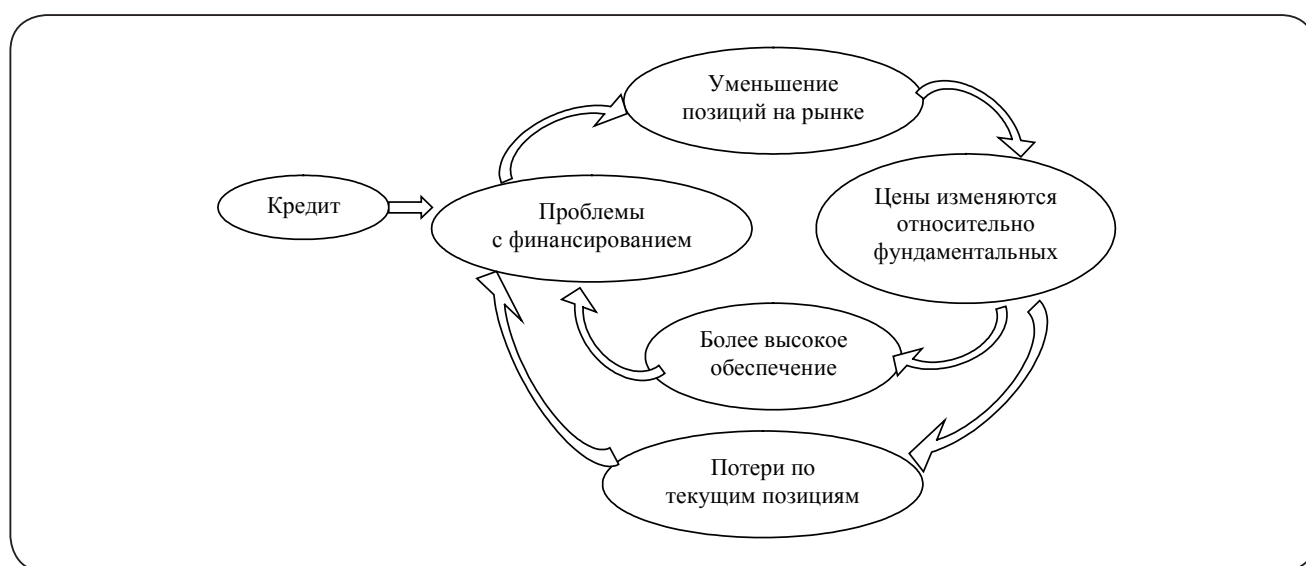 Уменьшение
позиций на рынке
Кредит
Проблемы
с финансированием
Цены изменяются
относительно
фундаментальных
Более высокое
обеспечение
Потери по
текущим позициям